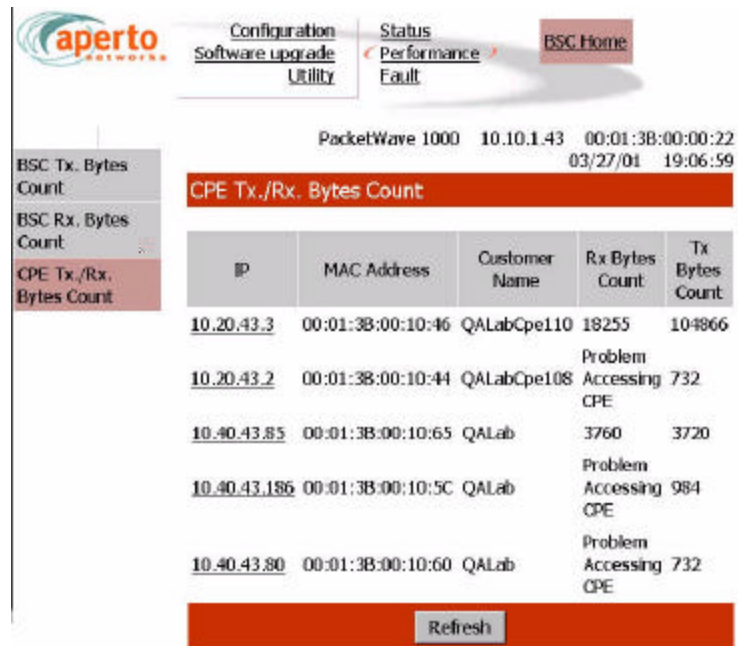 aperto
networks
Configuration
Software upgrade
Utility
Status
Performance
Fault
BSC Home
PacketWave 1000 10.10.1.43 00:01:3B:00:00:22
03/27/01 19:06:59
BSC Tx. Bytes
Count
BSC Rx. Bytes
Count
CPE Tx./Rx.
Bytes Count
CPE Tx./Rx. Bytes Count
IP MAC Address Customer Name Rx Bytes Count Tx Bytes Count
10.20.43.3 00:01:3B:00:10:46 QALabCpe110 18255 104866
10.20.43.2 00:01:3B:00:10:44 QALabCpe108 Problem Accessing CPE 732
10.40.43.85 00:01:3B:00:10:65 QALab 3760 3720
10.40.43.186 00:01:3B:00:10:5C QALab Problem Accessing CPE 984
10.40.43.80 00:01:3B:00:10:60 QALab Problem Accessing CPE 732
Refresh